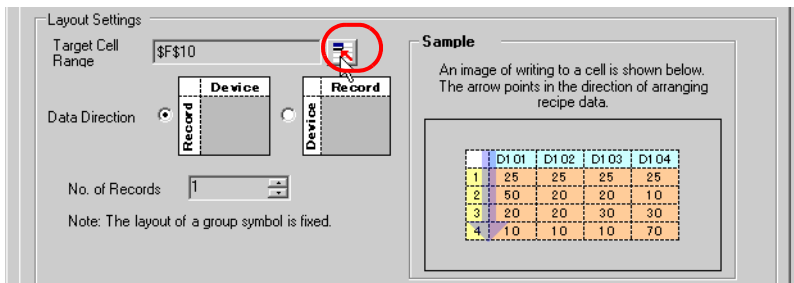 Layout Settings
Target Cell
Range
$F$10
Data Direction
Device
Record
Record
Device
No. of Records
1
Note: The layout of a group symbol is fixed.
Sample
An image of writing to a cell is shown below.
The arrow points in the direction of arranging
recipe data.
D101 D102 D103 D104
1 25 25 25 25
2 50 20 20 10
3 20 20 30 30
4 10 10 10 70